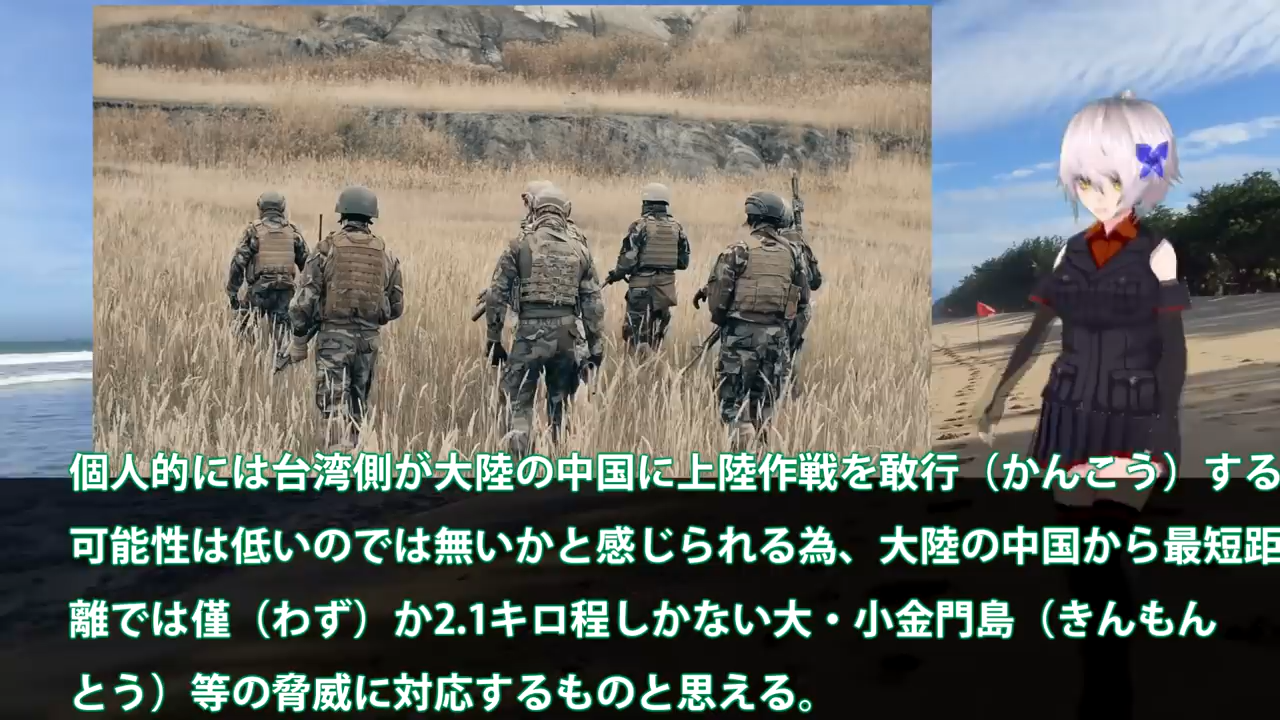 個人的には台湾側が大陸の中国に上陸作戦を敢行（かんこう）する
可能性は低いのでは無いかと感じられる為、大陸の中国から最短距
離では僅（わず）か2.1キロ程しかない大・小金門島（きんもん
とう）等の脅威に対応するものと思える。